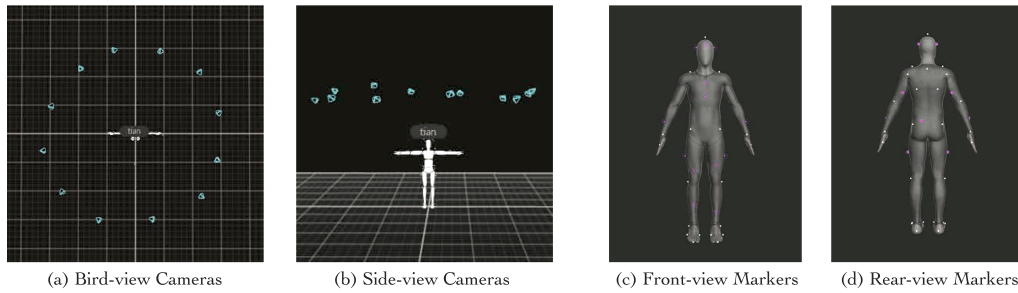 tian
tian
(a) Bird-view Cameras
(b) Side-view Cameras
(c) Front-view Markers
(d) Rear-view Markers